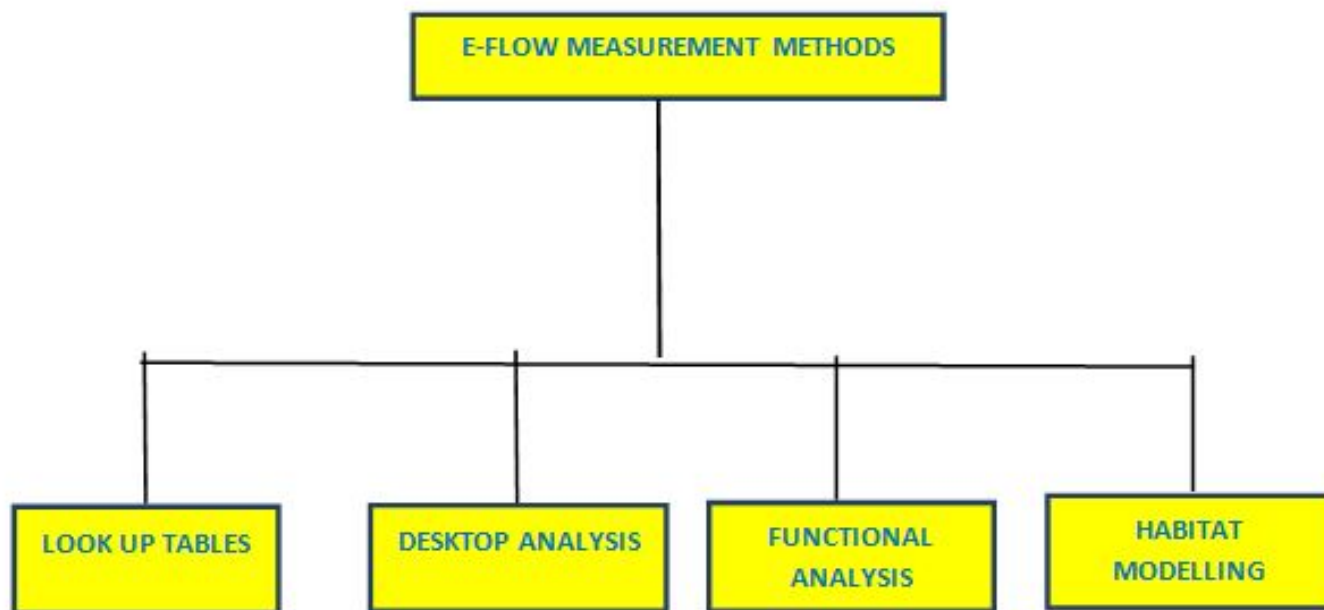 E-FLOW MEASUREMENT METHODS
LOOK UP TABLES
DESKTOP ANALYSIS
FUNCTIONAL
ANALYSIS
HABITAT
MODELLING